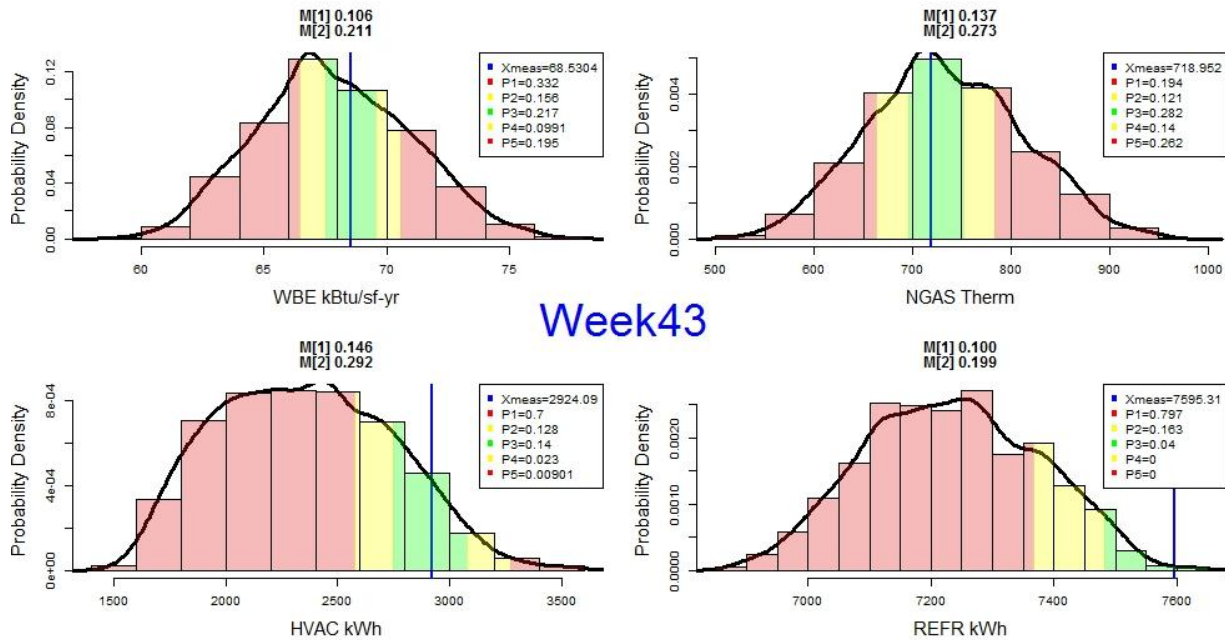 M[1] 0.106
M[2] 0.211
Probability Density
0.00 0.04 0.08 0.12
60 65 70 75
WBE kBtu/sf-yr
Xmeas=68.5304
P1=0.332
P2=0.156
P3=0.217
P4=0.0991
P5=0.195
M[1] 0.137
M[2] 0.273
Probability Density
0.000 0.002 0.004
500 600 700 800 900 1000
NGAS Therm
Xmeas=718.952
P1=0.194
P2=0.121
P3=0.282
P4=0.14
P5=0.262
Week43
M[1] 0.146
M[2] 0.292
Probability Density
0e+00 4e-04 8e-04
1500 2000 2500 3000 3500
HVAC kWh
Xmeas=2924.09
P1=0.7
P2=0.128
P3=0.14
P4=0.023
P5=0.00901
M[1] 0.100
M[2] 0.199
Probability Density
0.0000 0.0010 0.0020
7000 7200 7400 7600
REFR kWh
Xmeas=7595.31
P1=0.797
P2=0.163
P3=0.04
P4=0
P5=0